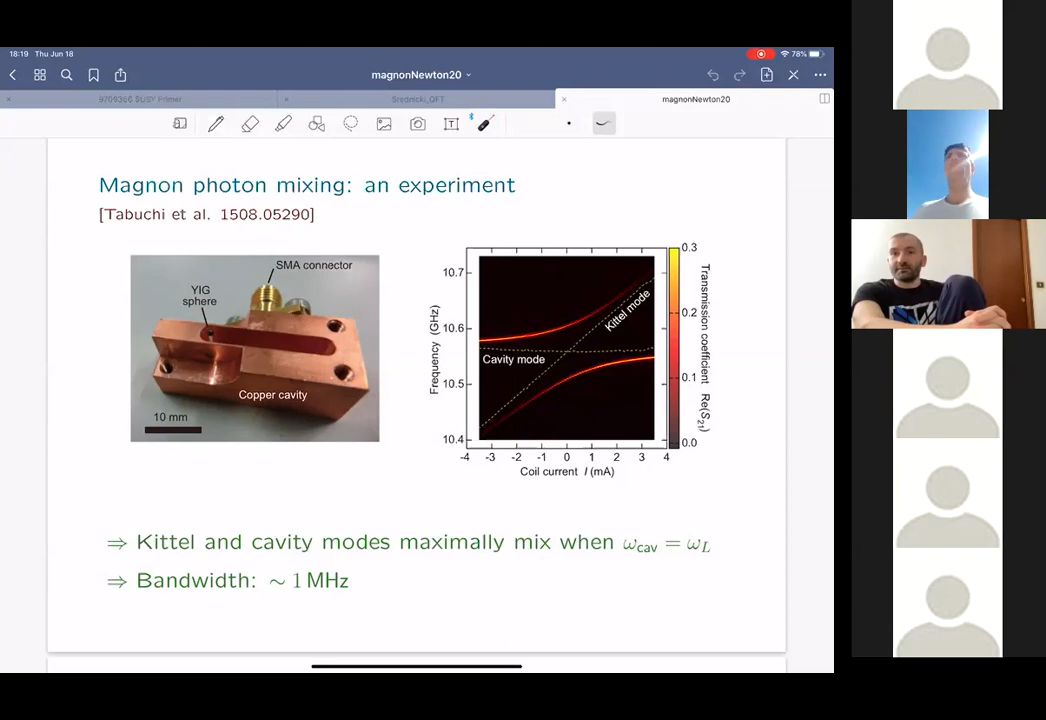 18:19 Thu Jun 18
78%
magnonNewton20
9709356 SUSY Primer
Srednicki_QFT
magnonNewton20
Magnon photon mixing: an experiment
[Tabuchi et al. 1508.05290]
SMA connector
YIG
sphere
Copper cavity
10 mm
10.7
10.6
10.5
10.4
Frequency (GHz)
Kittel mode
Cavity mode
-4 -3 -2 -1 0 1 2 3 4
Coil current I (mA)
0.3
0.2
0.1
0.0
Transmission coefficient Re(S21)
⇒ Kittel and cavity modes maximally mix when ω_cav = ω_L
⇒ Bandwidth: ∼ 1 MHz